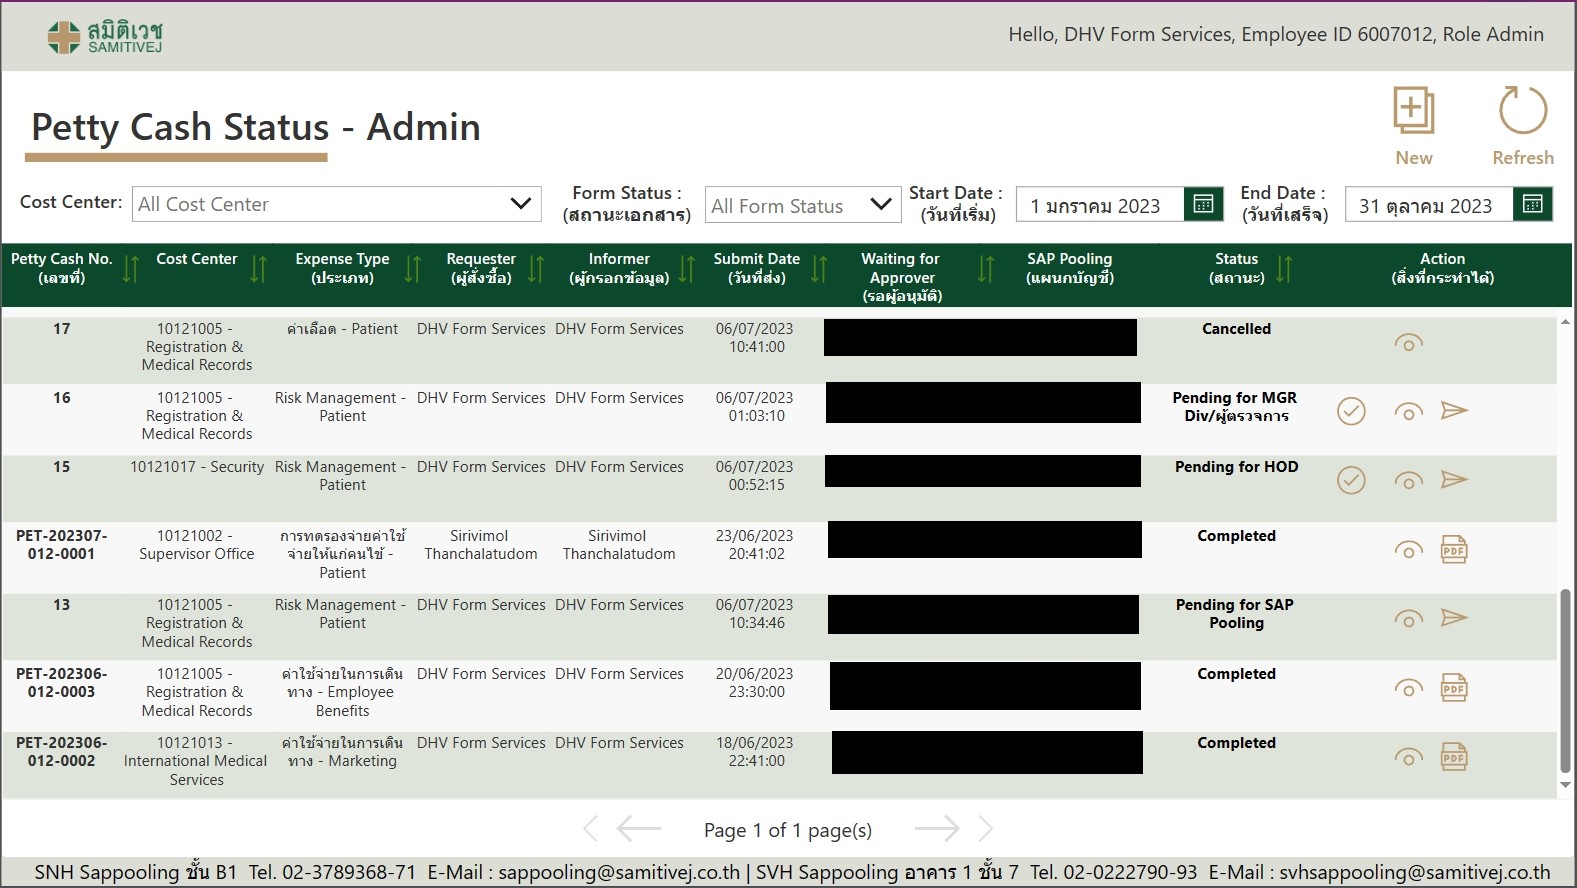 สมิติเวช
SAMITIVEJ
Hello, DHV Form Services, Employee ID 6007012, Role Admin
Petty Cash Status - Admin
New
Refresh
Cost Center:
All Cost Center
Form Status :
(สถานะเอกสาร)
All Form Status
Start Date :
(วันที่เริ่ม)
1 มกราคม 2023
End Date :
(วันที่เสร็จ)
31 ตุลาคม 2023
Petty Cash No.
(เลขที่)
Cost Center
Expense Type
(ประเภท)
Requester
(ผู้สั่งซื้อ)
Informer
(ผู้กรอกข้อมูล)
Submit Date
(วันที่ส่ง)
Waiting for
Approver
(รอผู้อนุมัติ)
SAP Pooling
(แผนกบัญชี)
Status
(สถานะ)
Action
(สิ่งที่กระทำได้)
17
10121005 -
Registration &
Medical Records
ค่าเลือด - Patient
DHV Form Services
DHV Form Services
06/07/2023
10:41:00
Cancelled
16
10121005 -
Registration &
Medical Records
Risk Management -
Patient
DHV Form Services
DHV Form Services
06/07/2023
01:03:10
Pending for MGR
Div/ผู้ตรวจการ
15
10121017 - Security
Risk Management -
Patient
DHV Form Services
DHV Form Services
06/07/2023
00:52:15
Pending for HOD
PET-202307-
012-0001
10121002 -
Supervisor Office
การทดรองจ่ายค่าใช้
จ่ายให้แก่คนไข้ -
Patient
Sirivimol
Thanchalatudom
Sirivimol
Thanchalatudom
23/06/2023
20:41:02
Completed
PDF
13
10121005 -
Registration &
Medical Records
Risk Management -
Patient
DHV Form Services
DHV Form Services
06/07/2023
10:34:46
Pending for SAP
Pooling
PET-202306-
012-0003
10121005 -
Registration &
Medical Records
ค่าใช้จ่ายในการเดิน
ทาง - Employee
Benefits
DHV Form Services
DHV Form Services
20/06/2023
23:30:00
Completed
PDF
PET-202306-
012-0002
10121013 -
International Medical
Services
ค่าใช้จ่ายในการเดิน
ทาง - Marketing
DHV Form Services
DHV Form Services
18/06/2023
22:41:00
Completed
PDF
Page 1 of 1 page(s)
SNH Sappooling ชั้น B1 Tel. 02-3789368-71 E-Mail : sappooling@samitivej.co.th | SVH Sappooling อาคาร 1 ชั้น 7 Tel. 02-0222790-93 E-Mail : svhsappooling@samitivej.co.th